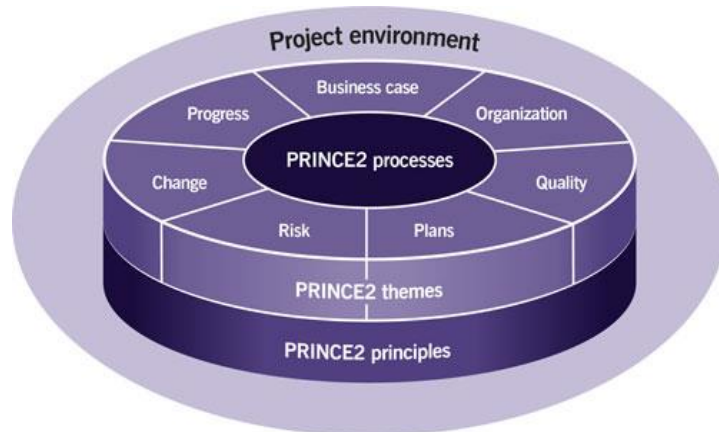 Project environment
Business case
Progress
Organization
PRINCE2 processes
Change
Quality
Risk
Plans
PRINCE2 themes
PRINCE2 principles